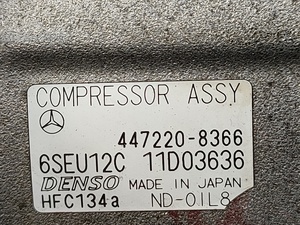 COMPRESSOR ASSY
447220-8366
6SEU12C 11D03636
DENSO MADE IN JAPAN
HFC134a ND-OIL8